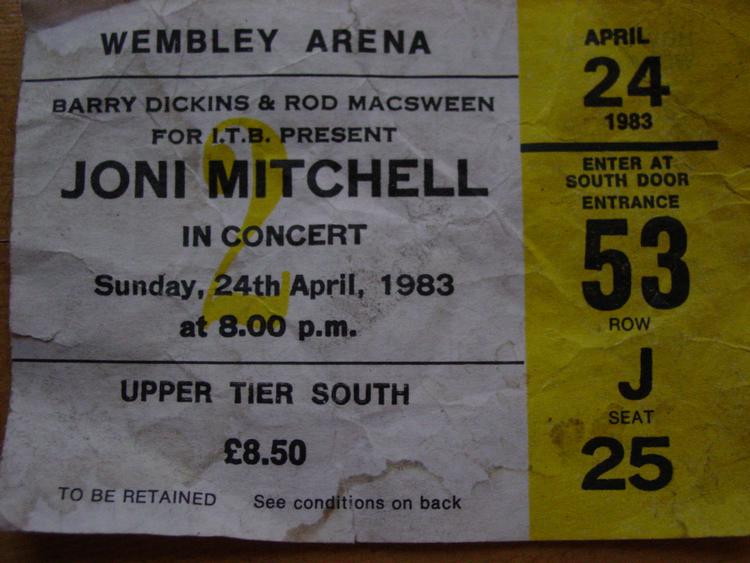 WEMBLEY ARENA
BARRY DICKINS & ROD MACSWEEN
FOR I.T.B. PRESENT
JONI MITCHELL
IN CONCERT
Sunday, 24th April, 1983
at 8.00 p.m.
2
UPPER TIER SOUTH
£8.50
TO BE RETAINED See conditions on back
APRIL
24
1983
ENTER AT
SOUTH DOOR
ENTRANCE
53
ROW
J
SEAT
25